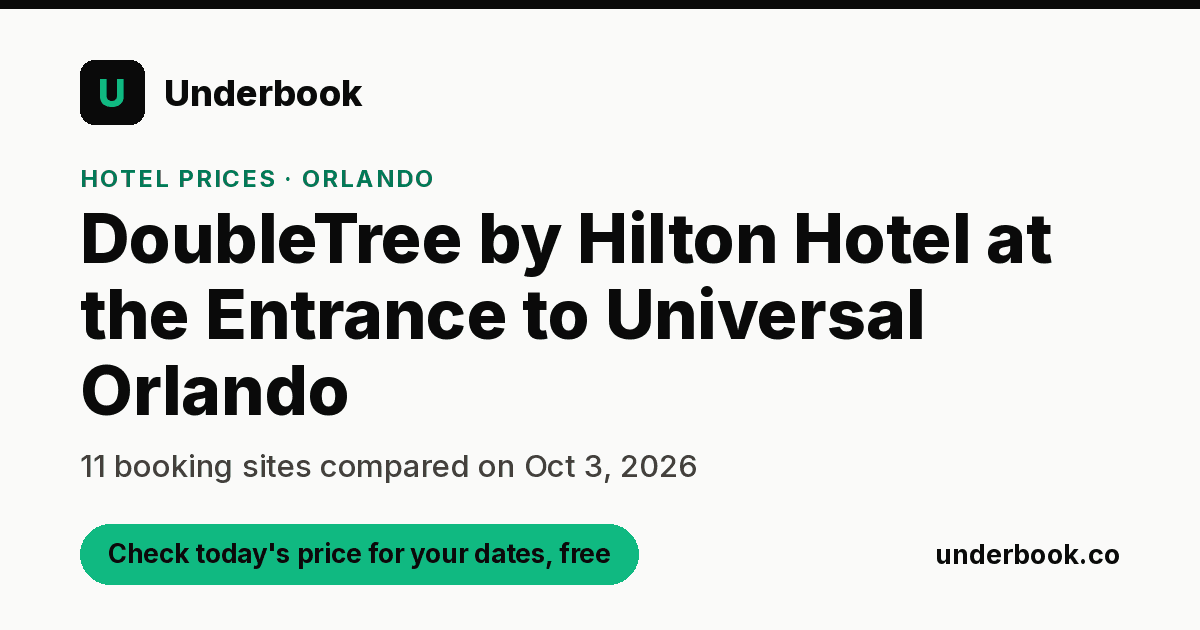 U
Underbook
HOTEL PRICES · ORLANDO
DoubleTree by Hilton Hotel at
the Entrance to Universal
Orlando
11 booking sites compared on Oct 3, 2026
Check today's price for your dates, free
underbook.co